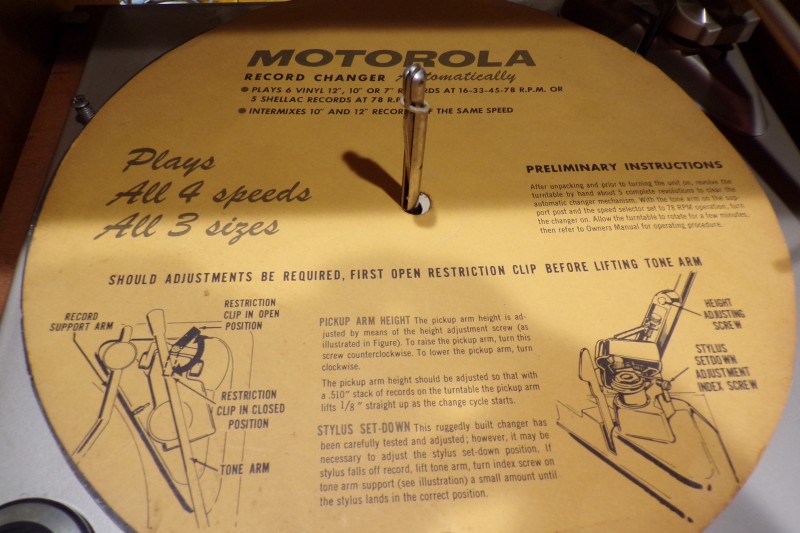 MOTOROLA
RECORD CHANGER Automatically
● PLAYS 6 VINYL 12", 10" OR 7" RECORDS AT 16-33-45-78 R.P.M. OR
5 SHELLAC RECORDS AT 78 R.P.
● INTERMIXES 10" AND 12" RECOR THE SAME SPEED
Plays
All 4 speeds
All 3 sizes
PRELIMINARY INSTRUCTIONS
After unpacking and prior to turning the unit on, revolve the
turntable by hand about 5 complete revolutions to clear the
automatic changer mechanism. With the tone arm on the sup-
port post and the speed selector set to 78 RPM operation, turn
the changer on. Allow the turntable to rotate for a few minutes,
then refer to Owners Manual for operating procedure.
SHOULD ADJUSTMENTS BE REQUIRED, FIRST OPEN RESTRICTION CLIP BEFORE LIFTING TONE ARM
RECORD
SUPPORT ARM
RESTRICTION
CLIP IN OPEN
POSITION
RESTRICTION
CLIP IN CLOSED
POSITION
TONE ARM
PICKUP ARM HEIGHT The pickup arm height is ad-
justed by means of the height adjustment screw (as
illustrated in Figure). To raise the pickup arm, turn this
screw counterclockwise. To lower the pickup arm, turn
clockwise.
The pickup arm height should be adjusted so that with
a .510" stack of records on the turntable the pickup arm
lifts 1/8" straight up as the change cycle starts.
STYLUS SET-DOWN This ruggedly built changer has
been carefully tested and adjusted; however, it may be
necessary to adjust the stylus set-down position. If
stylus falls off record, lift tone arm, turn index screw on
tone arm support (see illustration) a small amount until
the stylus lands in the correct position.
HEIGHT
ADJUSTING
SCREW
STYLUS
SETDOWN
ADJUSTMENT
INDEX SCREW